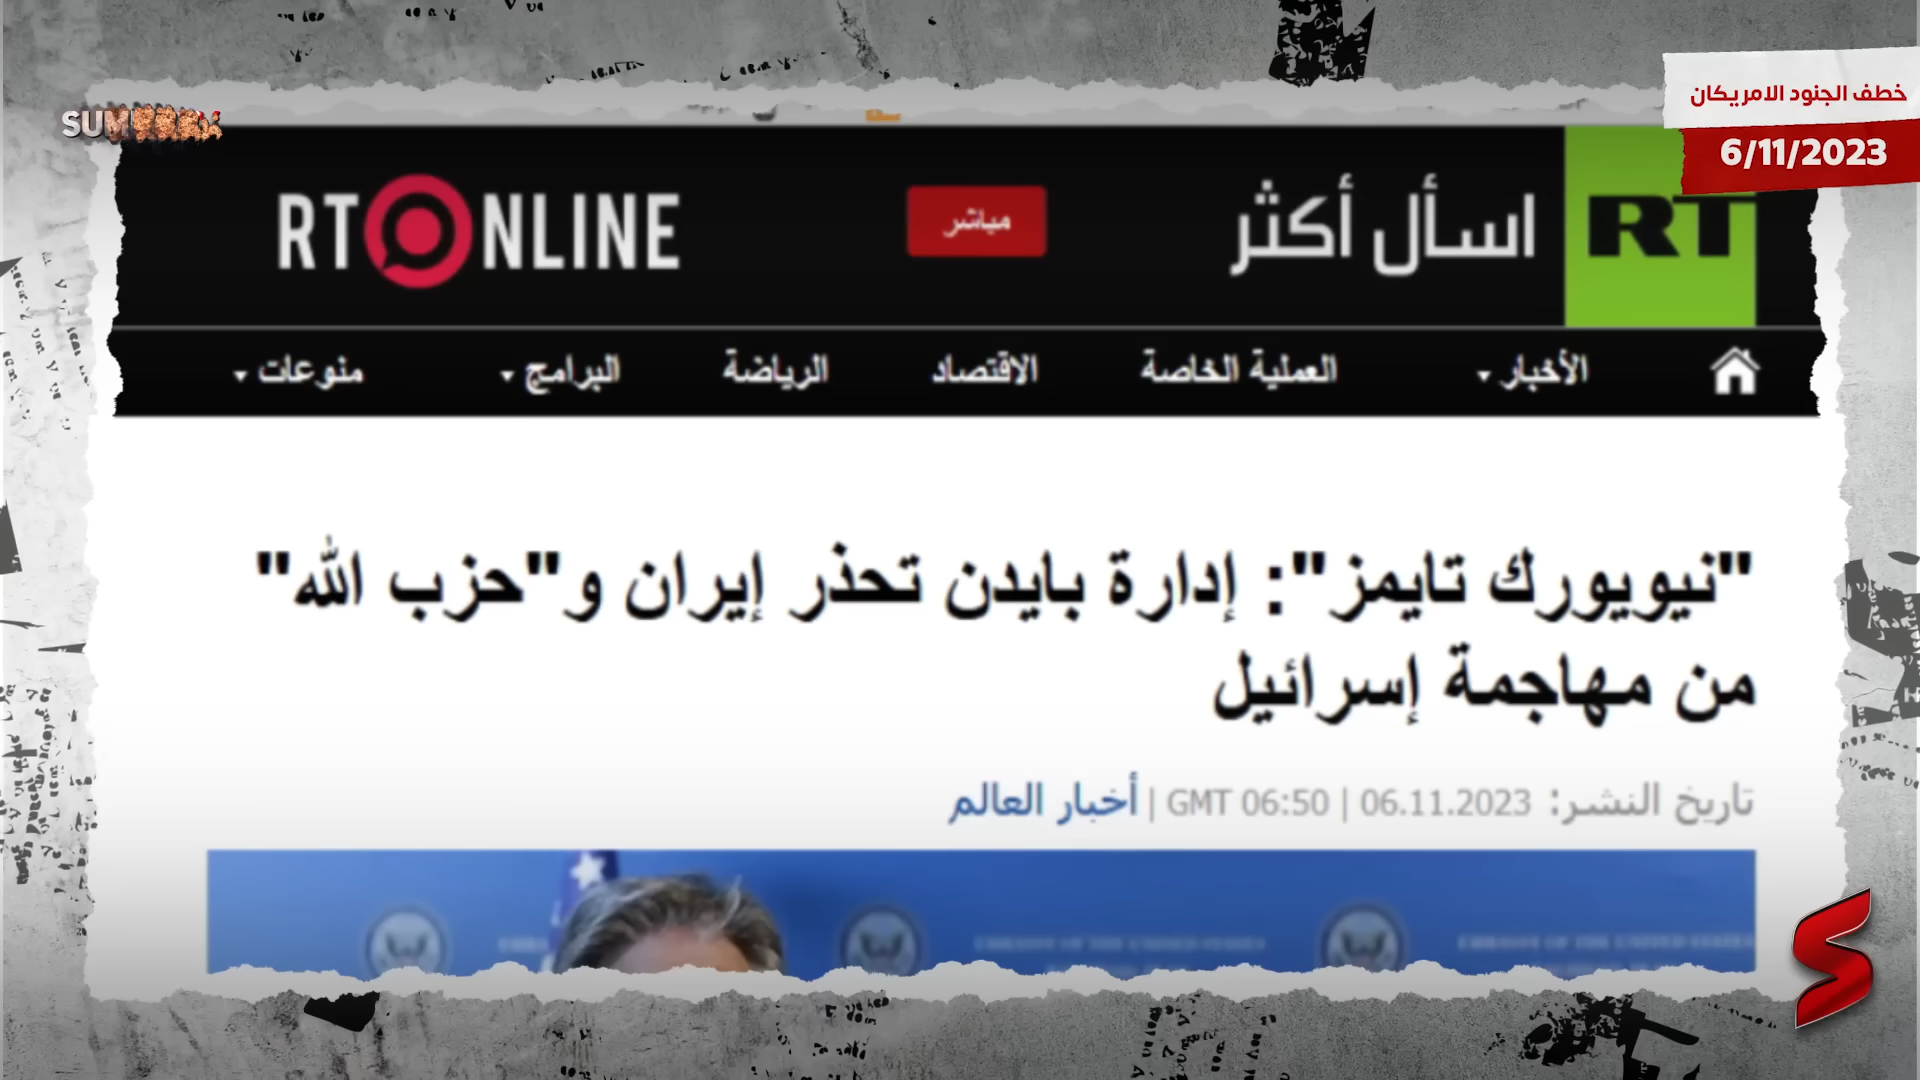 خطف الجنود الامريكان
6/11/2023
RT
اسأل أكثر
مباشر
RT ONLINE
الأخبار
العملية الخاصة
الاقتصاد
الرياضة
البرامج
منوعات
"نيويورك تايمز": إدارة بايدن تحذر إيران و"حزب الله"
من مهاجمة إسرائيل
تاريخ النشر: 06.11.2023 | 06:50 GMT | أخبار العالم